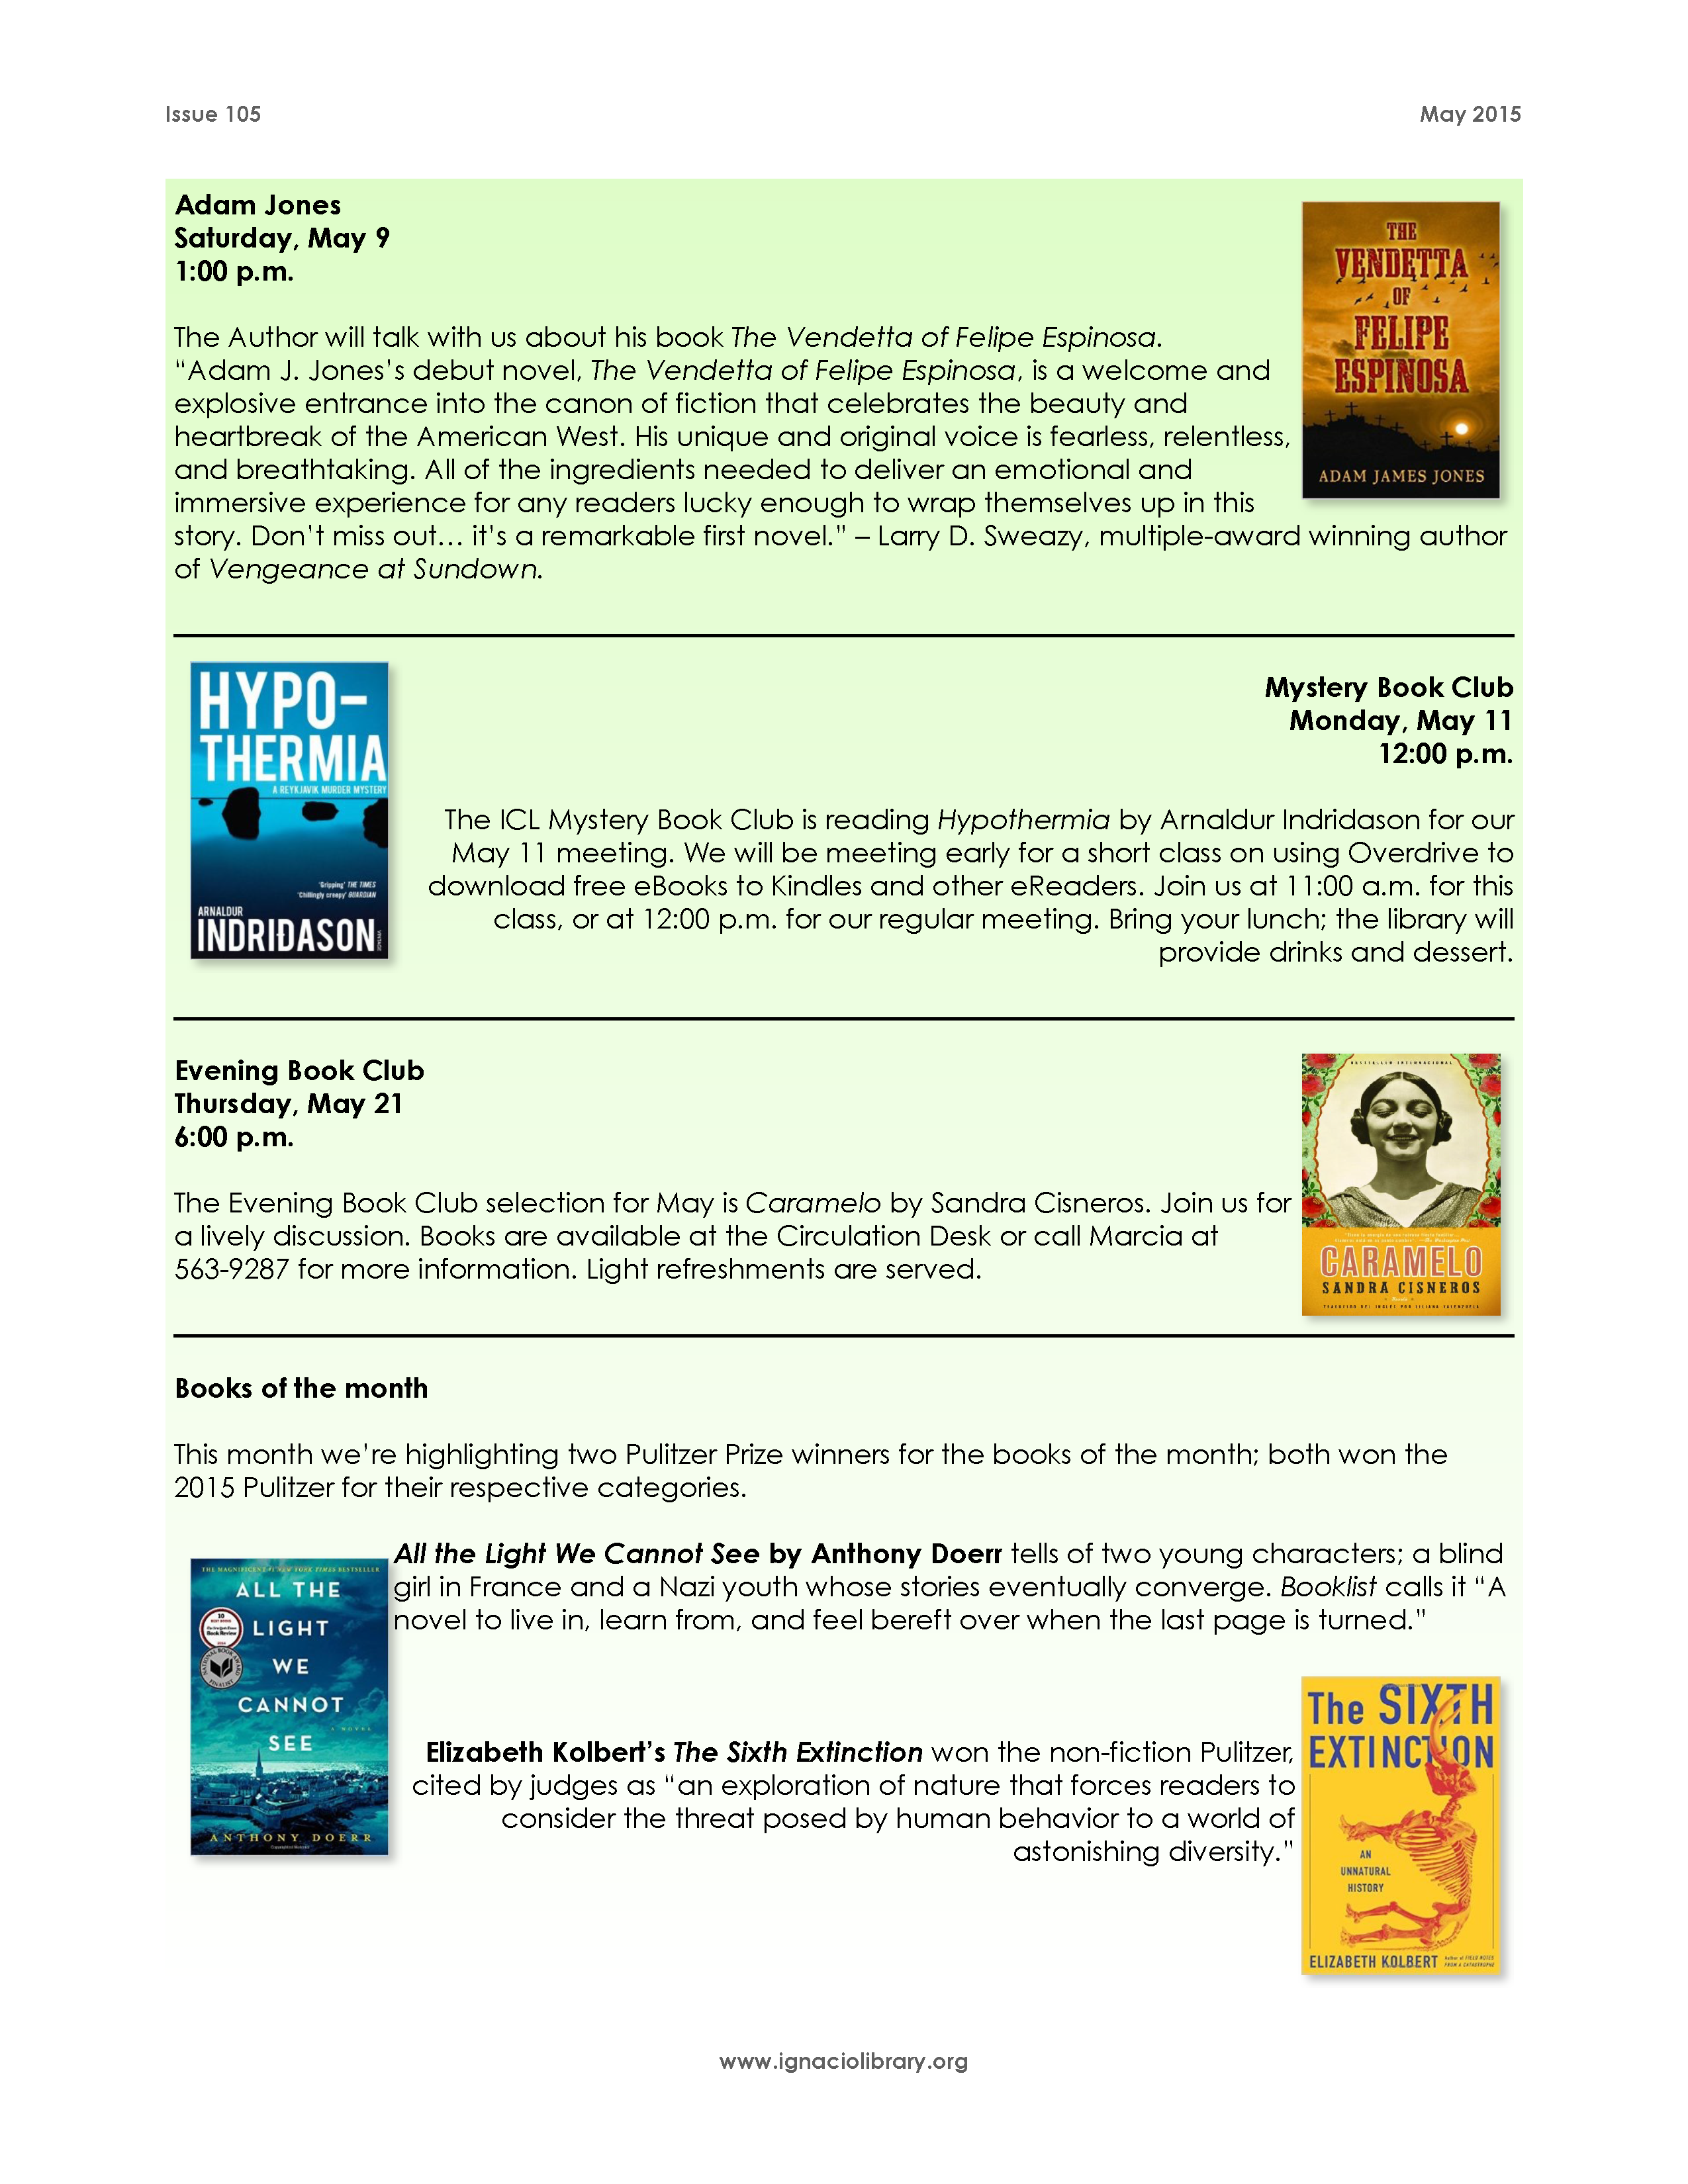 Issue 105
May 2015
Adam Jones
Saturday, May 9
1:00 p.m.
The Author will talk with us about his book The Vendetta of Felipe Espinosa.
“Adam J. Jones’s debut novel, The Vendetta of Felipe Espinosa, is a welcome and
explosive entrance into the canon of fiction that celebrates the beauty and
heartbreak of the American West. His unique and original voice is fearless, relentless,
and breathtaking. All of the ingredients needed to deliver an emotional and
immersive experience for any readers lucky enough to wrap themselves up in this
story. Don’t miss out… it’s a remarkable first novel.” – Larry D. Sweazy, multiple-award winning author
of Vengeance at Sundown.
THE
VENDETTA
OF
FELIPE
ESPINOSA
ADAM JAMES JONES
HYPO-
THERMIA
A REYKJAVIK MURDER MYSTERY
'Gripping' THE TIMES
'Chillingly creepy' GUARDIAN
ARNALDUR
INDRIDASON
Mystery Book Club
Monday, May 11
12:00 p.m.
The ICL Mystery Book Club is reading Hypothermia by Arnaldur Indridason for our
May 11 meeting. We will be meeting early for a short class on using Overdrive to
download free eBooks to Kindles and other eReaders. Join us at 11:00 a.m. for this
class, or at 12:00 p.m. for our regular meeting. Bring your lunch; the library will
provide drinks and dessert.
Evening Book Club
Thursday, May 21
6:00 p.m.
The Evening Book Club selection for May is Caramelo by Sandra Cisneros. Join us for
a lively discussion. Books are available at the Circulation Desk or call Marcia at
563-9287 for more information. Light refreshments are served.
BESTSELLER INTERNACIONAL
CARAMELO
SANDRA CISNEROS
Books of the month
This month we’re highlighting two Pulitzer Prize winners for the books of the month; both won the
2015 Pulitzer for their respective categories.
THE MAGNIFICENT #1 NEW YORK TIMES BESTSELLER
ALL THE
LIGHT
WE
CANNOT
SEE
A NOVEL
ANTHONY DOERR
All the Light We Cannot See by Anthony Doerr tells of two young characters; a blind
girl in France and a Nazi youth whose stories eventually converge. Booklist calls it “A
novel to live in, learn from, and feel bereft over when the last page is turned.”
Elizabeth Kolbert’s The Sixth Extinction won the non-fiction Pulitzer,
cited by judges as “an exploration of nature that forces readers to
consider the threat posed by human behavior to a world of
astonishing diversity.”
The SIXTH
EXTINCTION
AN
UNNATURAL
HISTORY
ELIZABETH KOLBERT
Author of FIELD NOTES
FROM A CATASTROPHE
www.ignaciolibrary.org